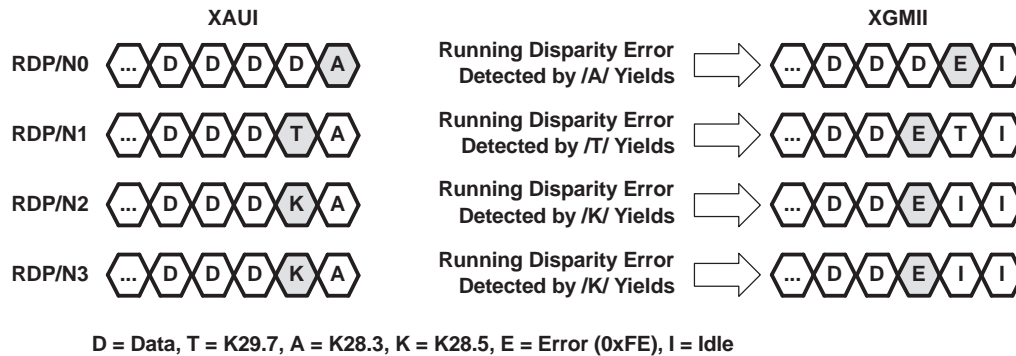 XAUI XGMII
RDP/N0 ... D D D D A Running Disparity Error Detected by /A/ Yields ... D D D E I
RDP/N1 ... D D D T A Running Disparity Error Detected by /T/ Yields ... D D E T I
RDP/N2 ... D D D K A Running Disparity Error Detected by /K/ Yields ... D D E I I
RDP/N3 ... D D D K A Running Disparity Error Detected by /K/ Yields ... D D E I I
D = Data, T = K29.7, A = K28.3, K = K28.5, E = Error (0xFE), I = Idle